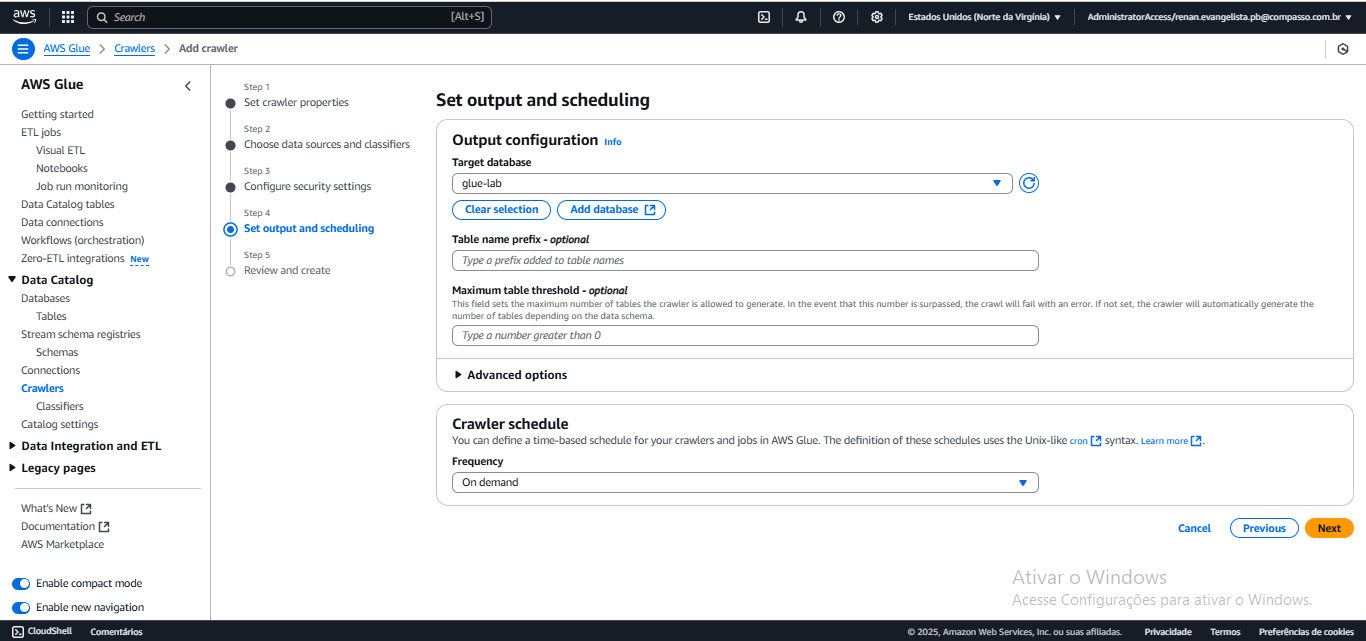 aws
Search
[Alt+S]
Estados Unidos (Norte da Virgínia)
AdministratorAccess/renan.evangelista.pb@compasso.com.br
AWS Glue
Crawlers
Add crawler
AWS Glue
Getting started
ETL jobs
Visual ETL
Notebooks
Job run monitoring
Data Catalog tables
Data connections
Workflows (orchestration)
Zero-ETL integrations New
Data Catalog
Databases
Tables
Stream schema registries
Schemas
Connections
Crawlers
Classifiers
Catalog settings
Data Integration and ETL
Legacy pages
What's New
Documentation
AWS Marketplace
Enable compact mode
Enable new navigation
Step 1
Set crawler properties
Step 2
Choose data sources and classifiers
Step 3
Configure security settings
Step 4
Set output and scheduling
Step 5
Review and create
Set output and scheduling
Output configuration Info
Target database
glue-lab
Clear selection
Add database
Table name prefix - optional
Type a prefix added to table names
Maximum table threshold - optional
This field sets the maximum number of tables the crawler is allowed to generate. In the event that this number is surpassed, the crawl will fail with an error. If not set, the crawler will automatically generate the
number of tables depending on the data schema.
Type a number greater than 0
Advanced options
Crawler schedule
You can define a time-based schedule for your crawlers and jobs in AWS Glue. The definition of these schedules uses the Unix-like cron syntax. Learn more.
Frequency
On demand
Cancel
Previous
Next
Ativar o Windows
Acesse Configurações para ativar o Windows.
CloudShell
Comentários
© 2025, Amazon Web Services, Inc. ou suas afiliadas.
Privacidade
Termos
Preferências de cookies